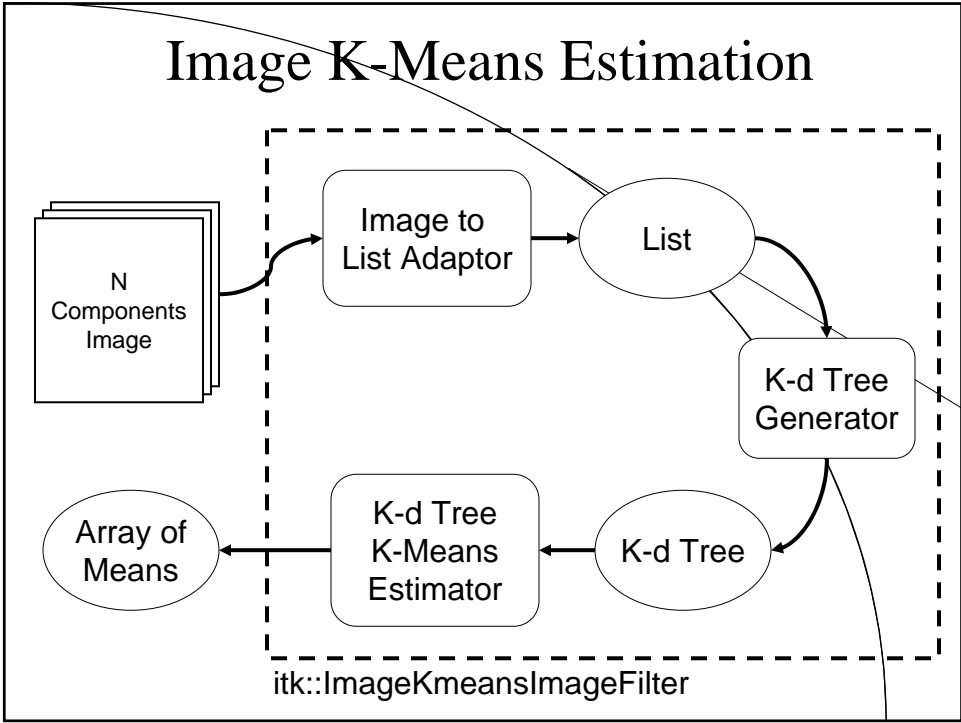 Image K-Means Estimation
N
Components
Image
Image to
List Adaptor
List
K-d Tree
Generator
K-d Tree
K-d Tree
K-Means
Estimator
Array of
Means
itk::ImageKmeansImageFilter